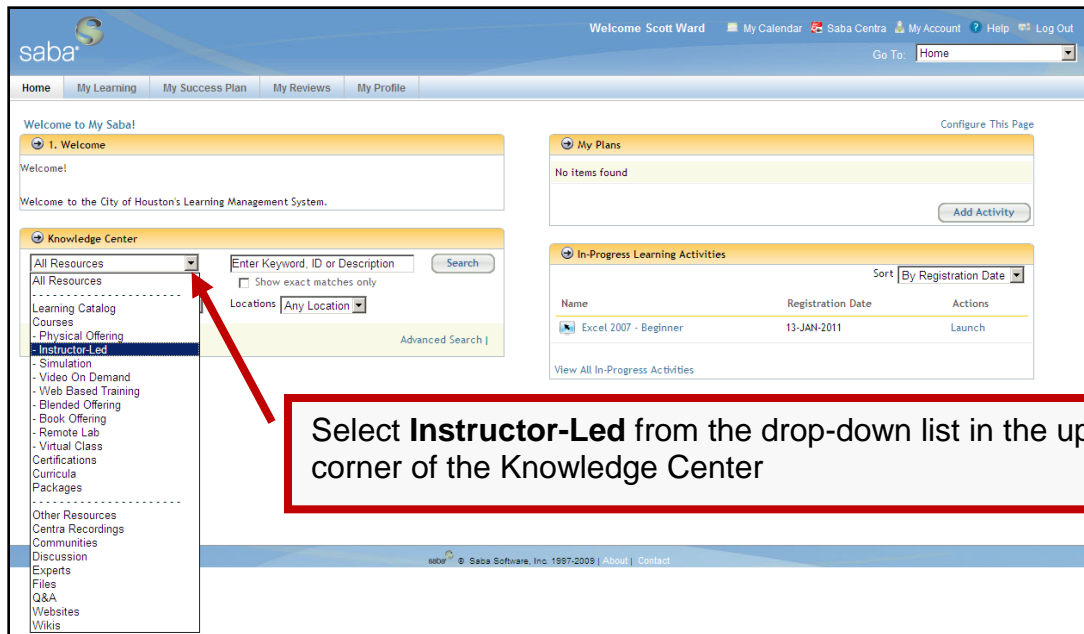 saba
Welcome Scott Ward My Calendar Saba Centra My Account ? Help Log Out
Go To: Home
Home My Learning My Success Plan My Reviews My Profile
Welcome to My Saba!
Configure This Page
1. Welcome
Welcome!
Welcome to the City of Houston's Learning Management System.
My Plans
No items found
Add Activity
Knowledge Center
All Resources
Enter Keyword, ID or Description
Search
Show exact matches only
Locations Any Location
Advanced Search |
All Resources
- - - - - - - - - - - - - - - - - - - - - -
Learning Catalog
Courses
- Physical Offering
- Instructor-Led
- Simulation
- Video On Demand
- Web Based Training
- Blended Offering
- Book Offering
- Remote Lab
- Virtual Class
Certifications
Curricula
Packages
- - - - - - - - - - - - - - - - - - - - - -
Other Resources
Centra Recordings
Communities
Discussion
Experts
Files
Q&A
Websites
Wikis
In-Progress Learning Activities
Sort By Registration Date
Name Registration Date Actions
Excel 2007 - Beginner 13-JAN-2011 Launch
View All In-Progress Activities
Select Instructor-Led from the drop-down list in the up
corner of the Knowledge Center
saba © Saba Software, Inc. 1997-2009 | About | Contact